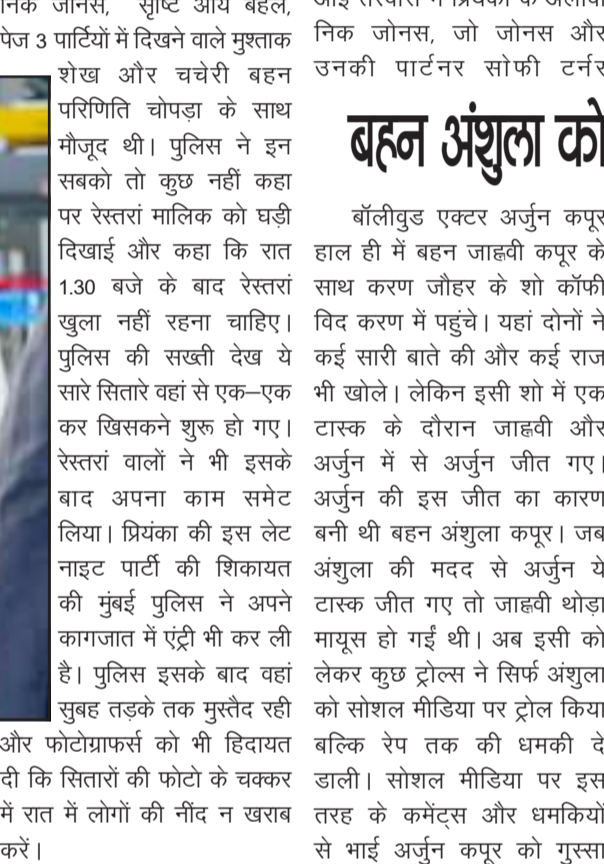 निक जोनस, सृष्टि आर्य बहल,
पेज 3 पार्टियों में दिखने वाले मुश्ताक
शेख और चचेरी बहन
परिणिति चोपड़ा के साथ
मौजूद थी। पुलिस ने इन
सबको तो कुछ नहीं कहा
पर रेस्तरां मालिक को घड़ी
दिखाई और कहा कि रात
1.30 बजे के बाद रेस्तरां
खुला नहीं रहना चाहिए।
पुलिस की सख्ती देख ये
सारे सितारे वहां से एक–एक
कर खिसकने शुरू हो गए।
रेस्तरां वालों ने भी इसके
बाद अपना काम समेट
लिया। प्रियंका की इस लेट
नाइट पार्टी की शिकायत
की मुंबई पुलिस ने अपने
कागजात में एंट्री भी कर ली
है। पुलिस इसके बाद वहां
सुबह तड़के तक मुस्तैद रही
और फोटोग्राफर्स को भी हिदायत
दी कि सितारों की फोटो के चक्कर
में रात में लोगों की नींद न खराब
करें।
निक जोनस, जो जोनस और
उनकी पार्टनर सोफी टर्नर
बहन अंशुला को
बॉलीवुड एक्टर अर्जुन कपूर
हाल ही में बहन जाह्नवी कपूर के
साथ करण जौहर के शो कॉफी
विद करण में पहुंचे। यहां दोनों ने
कई सारी बाते की और कई राज
भी खोले। लेकिन इसी शो में एक
टास्क के दौरान जाह्नवी और
अर्जुन में से अर्जुन जीत गए।
अर्जुन की इस जीत का कारण
बनी थी बहन अंशुला कपूर। जब
अंशुला की मदद से अर्जुन ये
टास्क जीत गए तो जाह्नवी थोड़ा
मायूस हो गईं थी। अब इसी को
लेकर कुछ ट्रोल्स ने सिर्फ अंशुला
को सोशल मीडिया पर ट्रोल किया
बल्कि रेप तक की धमकी दे
डाली। सोशल मीडिया पर इस
तरह के कमेंट्स और धमकियों
से भाई अर्जुन कपूर को गुस्सा